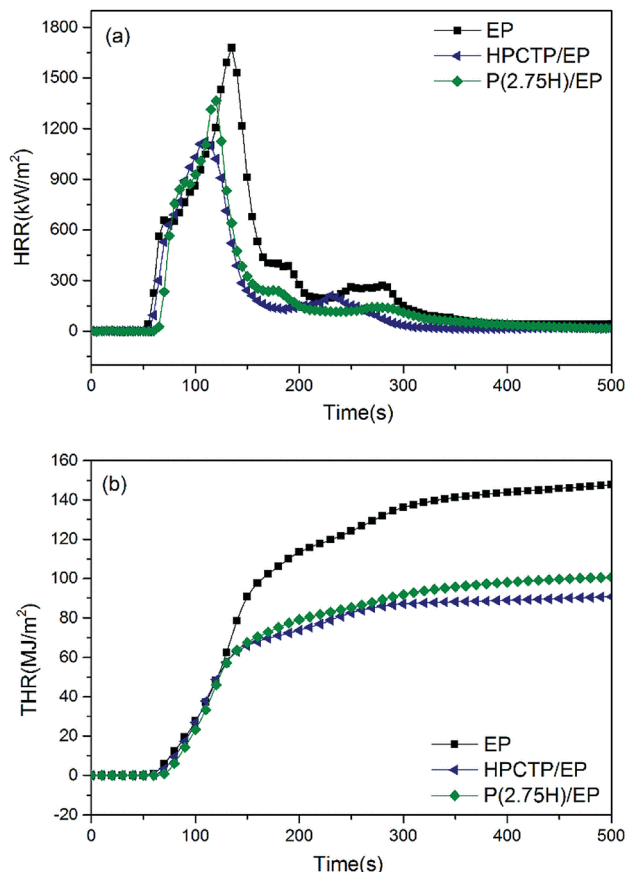 (a)
EP
HPCTP/EP
P(2.75H)/EP
HRR(kW/m²)
1800
1500
1200
900
600
300
0
0 100 200 300 400 500
Time(s)
(b)
THR(MJ/m²)
160
140
120
100
80
60
40
20
0
-20
EP
HPCTP/EP
P(2.75H)/EP
0 100 200 300 400 500
Time(s)